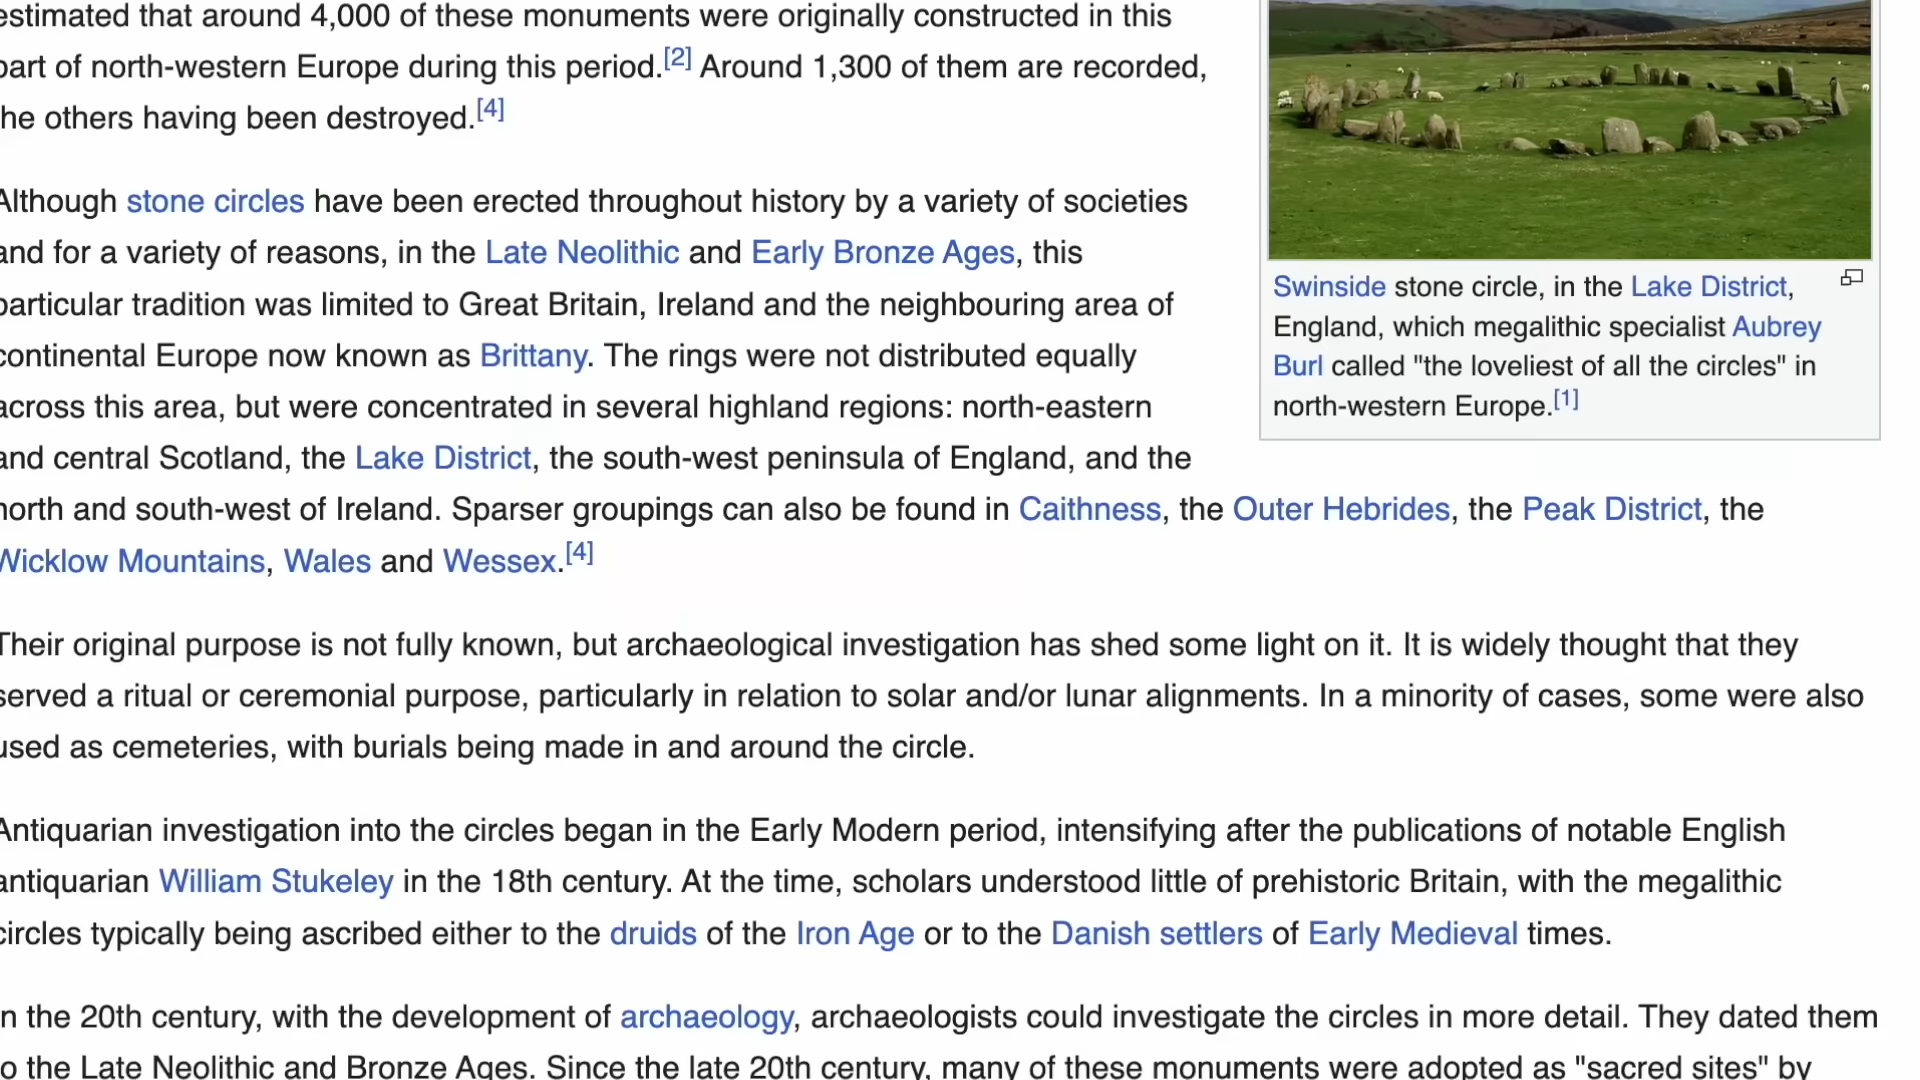 estimated that around 4,000 of these monuments were originally constructed in this
part of north-western Europe during this period.[2] Around 1,300 of them are recorded,
the others having been destroyed.[4]
Although stone circles have been erected throughout history by a variety of societies
and for a variety of reasons, in the Late Neolithic and Early Bronze Ages, this
particular tradition was limited to Great Britain, Ireland and the neighbouring area of
continental Europe now known as Brittany. The rings were not distributed equally
across this area, but were concentrated in several highland regions: north-eastern
and central Scotland, the Lake District, the south-west peninsula of England, and the
north and south-west of Ireland. Sparser groupings can also be found in Caithness, the Outer Hebrides, the Peak District, the
Wicklow Mountains, Wales and Wessex.[4]
Swinside stone circle, in the Lake District,
England, which megalithic specialist Aubrey
Burl called "the loveliest of all the circles" in
north-western Europe.[1]
Their original purpose is not fully known, but archaeological investigation has shed some light on it. It is widely thought that they
served a ritual or ceremonial purpose, particularly in relation to solar and/or lunar alignments. In a minority of cases, some were also
used as cemeteries, with burials being made in and around the circle.
Antiquarian investigation into the circles began in the Early Modern period, intensifying after the publications of notable English
antiquarian William Stukeley in the 18th century. At the time, scholars understood little of prehistoric Britain, with the megalithic
circles typically being ascribed either to the druids of the Iron Age or to the Danish settlers of Early Medieval times.
In the 20th century, with the development of archaeology, archaeologists could investigate the circles in more detail. They dated them
to the Late Neolithic and Bronze Ages. Since the late 20th century, many of these monuments were adopted as "sacred sites" by